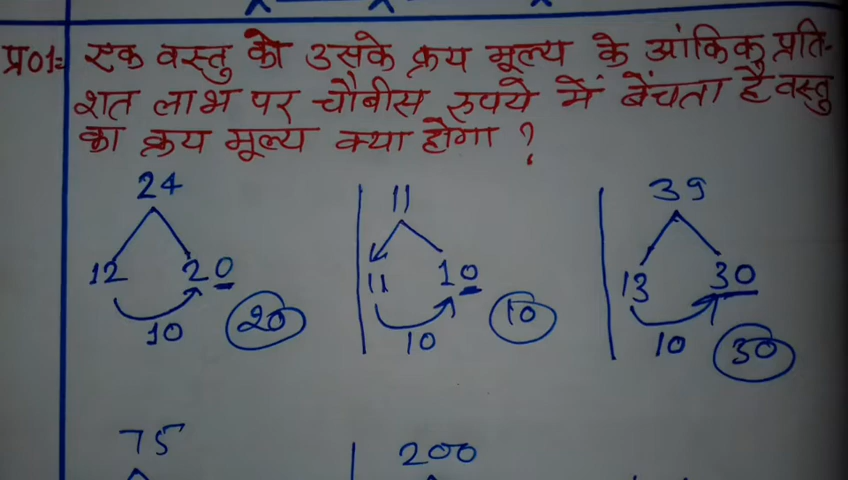 प्र01= एक वस्तु को उसके क्रय मूल्य के आंकिक प्रति-
शत लाभ पर चौबीस रुपये में बेंचता है वस्तु
का क्रय मूल्य क्या होगा ?
24 11 39
12 20 11 10 13 30
10 20 10 10 10 30
75 200